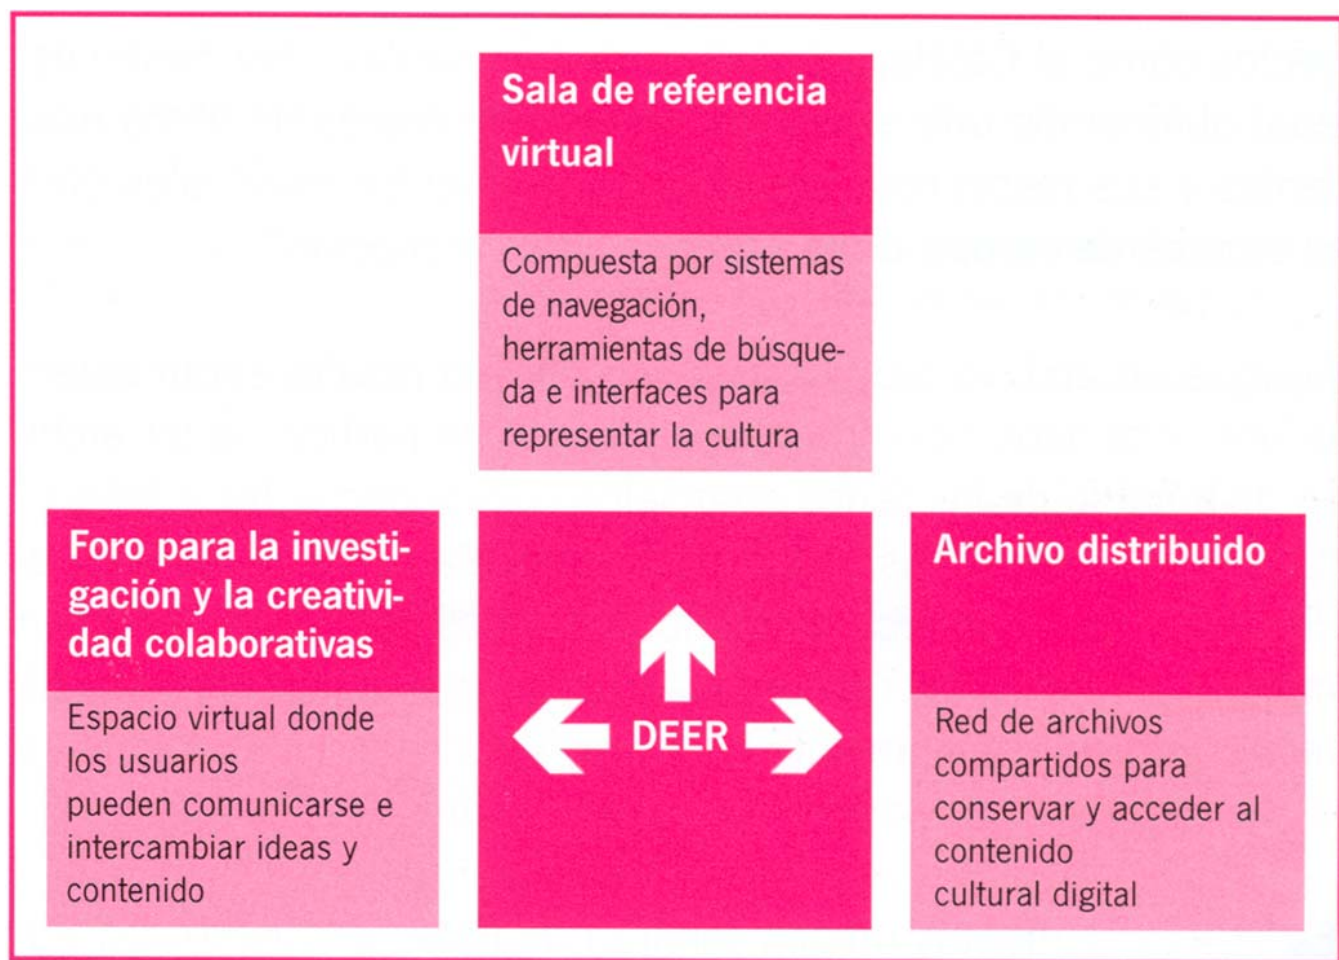 Sala de referencia
virtual
Compuesta por sistemas
de navegación,
herramientas de búsque-
da e interfaces para
representar la cultura
Foro para la investi-
gación y la creativi-
dad colaborativas
Espacio virtual donde
los usuarios
pueden comunicarse e
intercambiar ideas y
contenido
DEER
Archivo distribuido
Red de archivos
compartidos para
conservar y acceder al
contenido
cultural digital